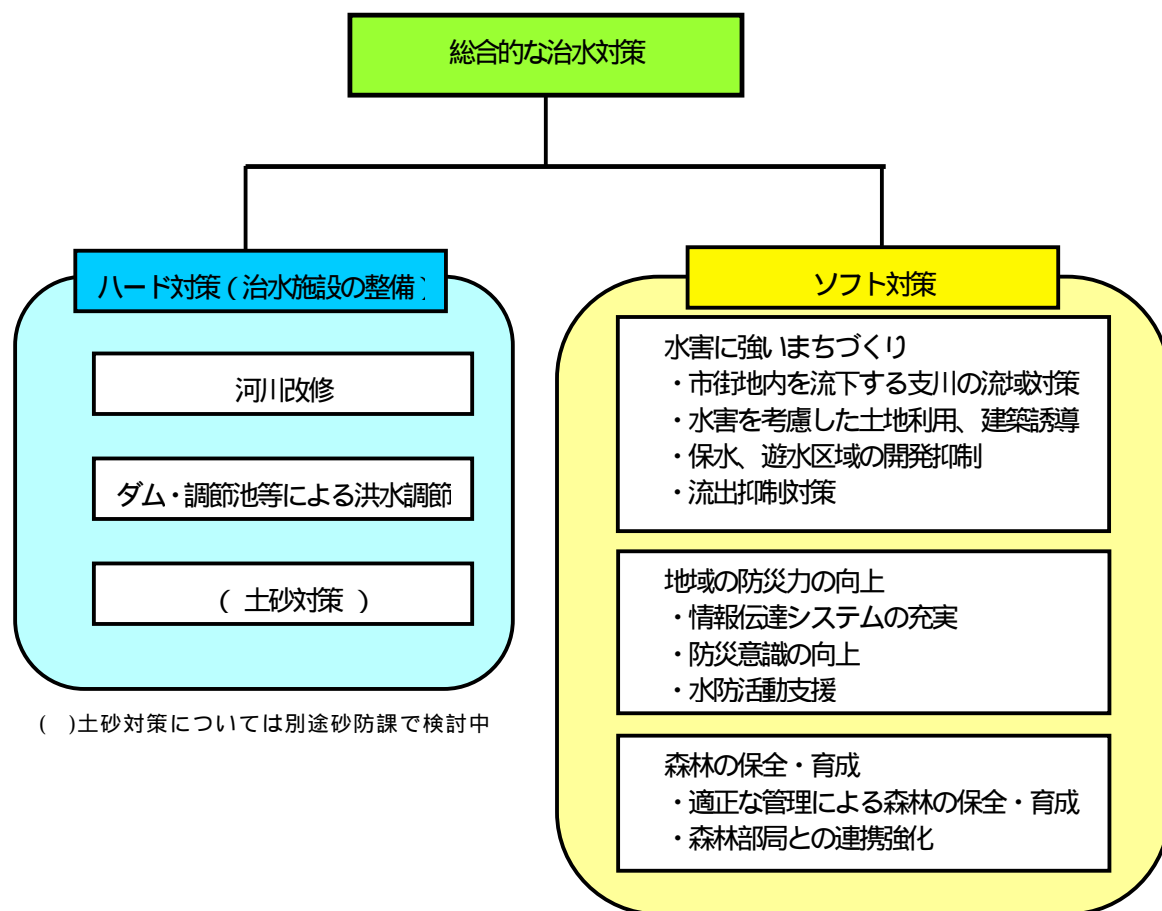 総合的な治水対策
ハード対策(治水施設の整備)
河川改修
ダム・調節池等による洪水調節
( 土砂対策 )
( )土砂対策については別途砂防課で検討中
ソフト対策
水害に強いまちづくり
・市街地内を流下する支川の流域対策
・水害を考慮した土地利用、建築誘導
・保水、遊水区域の開発抑制
・流出抑制対策
地域の防災力の向上
・情報伝達システムの充実
・防災意識の向上
・水防活動支援
森林の保全・育成
・適正な管理による森林の保全・育成
・森林部局との連携強化